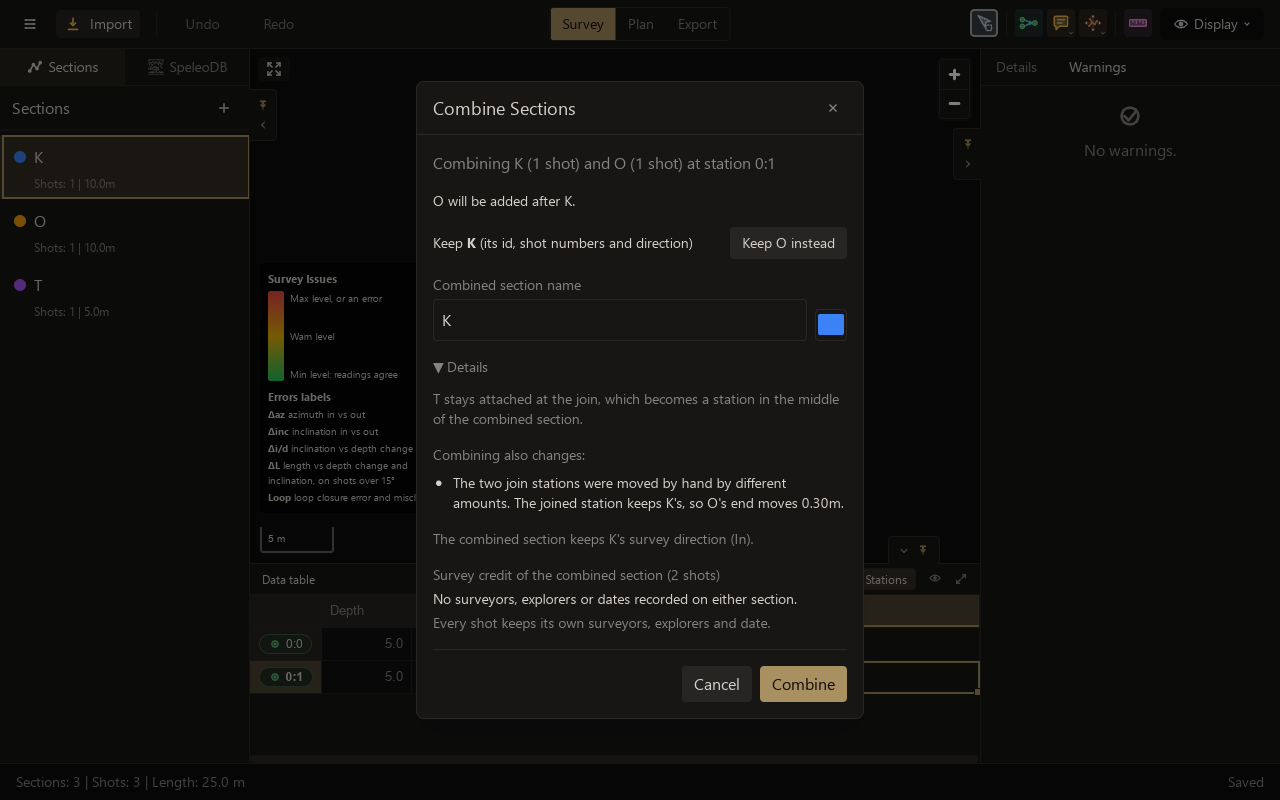 Import
Undo
Redo
Survey
Plan
Export
Display
Sections
SpeleoDB
Details
Warnings
Sections
+
K
Shots: 1 | 10.0m
O
Shots: 1 | 10.0m
T
Shots: 1 | 5.0m
No warnings.
Survey Issues
Max level, or an error
Warn level
Min level: readings agree
Errors labels
Δaz azimuth in vs out
Δinc inclination in vs out
Δi/d inclination vs depth change
ΔL length vs depth change and
inclination, on shots over 15°
Loop loop closure error and
5 m
Combine Sections
×
Combining K (1 shot) and O (1 shot) at station 0:1
O will be added after K.
Keep K (its id, shot numbers and direction)
Keep O instead
Combined section name
K
▼ Details
T stays attached at the join, which becomes a station in the middle
of the combined section.
Combining also changes:
• The two join stations were moved by hand by different
amounts. The joined station keeps K's, so O's end moves 0.30m.
The combined section keeps K's survey direction (In).
Survey credit of the combined section (2 shots)
No surveyors, explorers or dates recorded on either section.
Every shot keeps its own surveyors, explorers and date.
Cancel
Combine
Data table
Stations
Depth
0:0
5.0
0:1
5.0
Sections: 3 | Shots: 3 | Length: 25.0 m
Saved